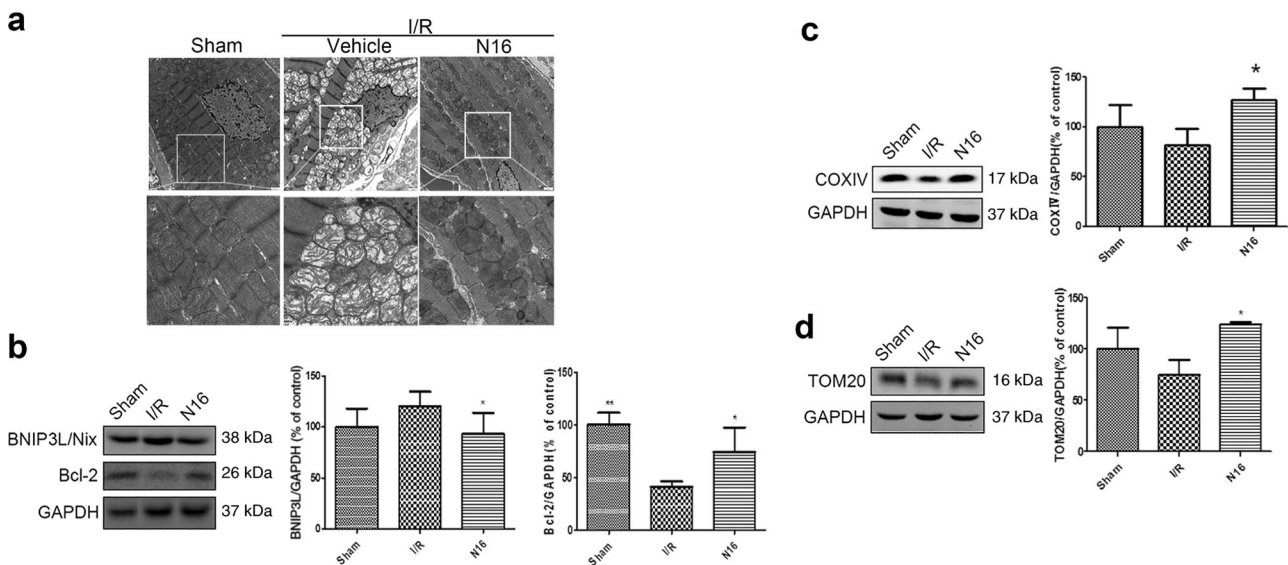 a
I/R
Sham Vehicle N16
b
Sham I/R N16
BNIP3L/Nix 38 kDa
Bcl-2 26 kDa
GAPDH 37 kDa
BNIP3L/GAPDH (% of control)
150
100
50
0
*
Sham I/R N16
Bcl-2/GAPDH(% of control)
150
100
50
0
** *
Sham I/R N16
c
Sham I/R N16
COXIV 17 kDa
GAPDH 37 kDa
COXIV/GAPDH(% of control)
150
100
50
0
*
Sham I/R N16
d
Sham I/R N16
TOM20 16 kDa
GAPDH 37 kDa
TOM20/GAPDH(% of control)
150
100
50
0
*
Sham I/R N16